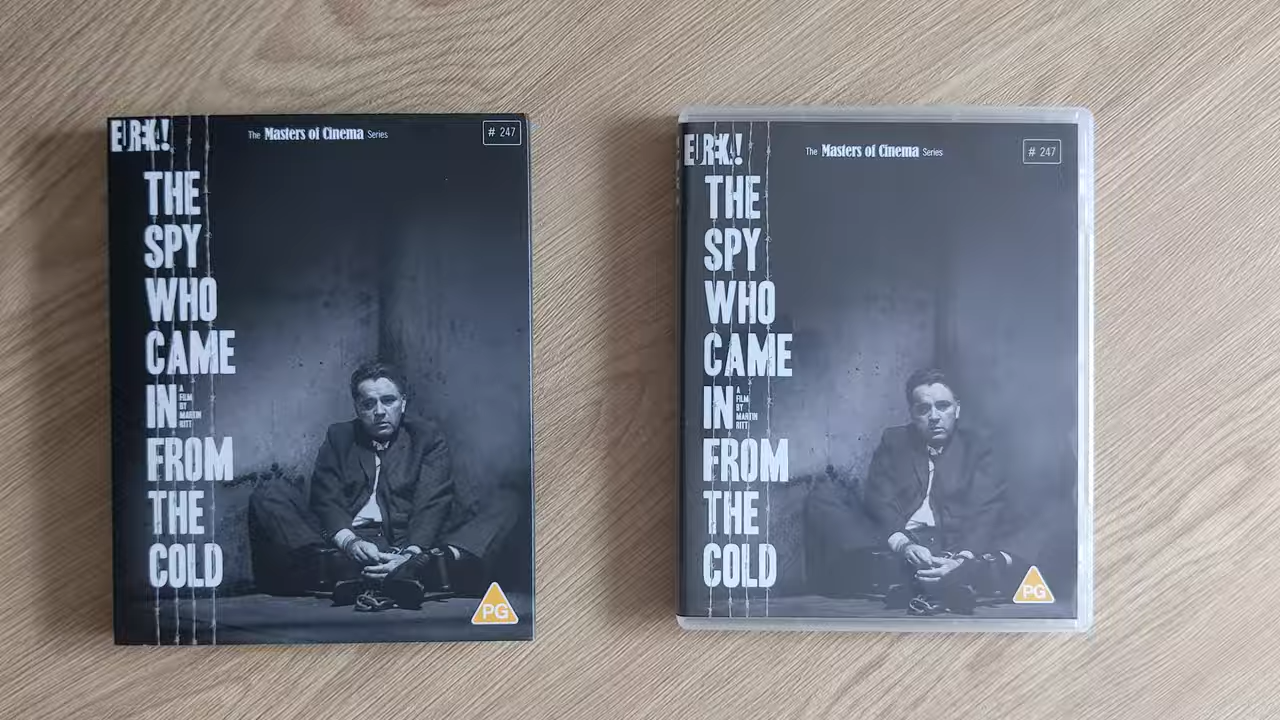 EUREKA!
The Masters of Cinema Series
# 247
THE
SPY
WHO
CAME
IN
A
FILM
BY
MARTIN
RITT
FROM
THE
COLD
PG
EUREKA!
The Masters of Cinema Series
# 247
THE
SPY
WHO
CAME
IN
A
FILM
BY
MARTIN
RITT
FROM
THE
COLD
PG